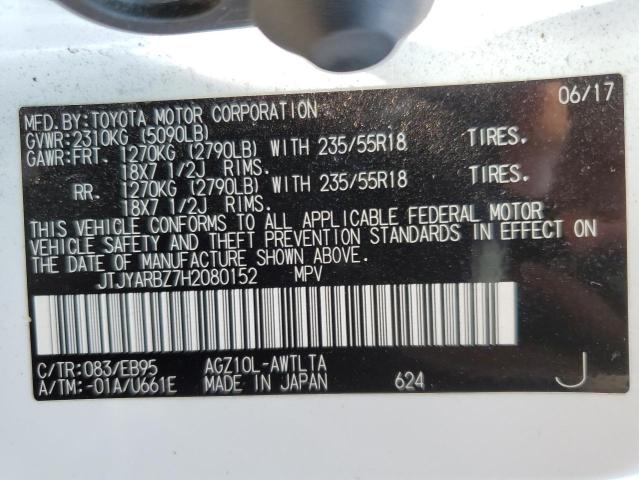 MFD. BY: TOYOTA MOTOR CORPORATION 06/17
GVWR: 2310KG (5090LB)
GAWR: FRT. 1270KG (2790LB) WITH 235/55R18 TIRES,
18X7 1/2J RIMS.
RR. 1270KG (2790LB) WITH 235/55R18 TIRES,
18X7 1/2J RIMS.
THIS VEHICLE CONFORMS TO ALL APPLICABLE FEDERAL MOTOR
VEHICLE SAFETY AND THEFT PREVENTION STANDARDS IN EFFECT ON
THE DATE OF MANUFACTURE SHOWN ABOVE.
JTJYARBZ7H2080152 MPV
C/TR: 083/EB95 AGZ10L-AWTLTA
A/TM: -01A/U661E MADE IN JAPAN 624 J